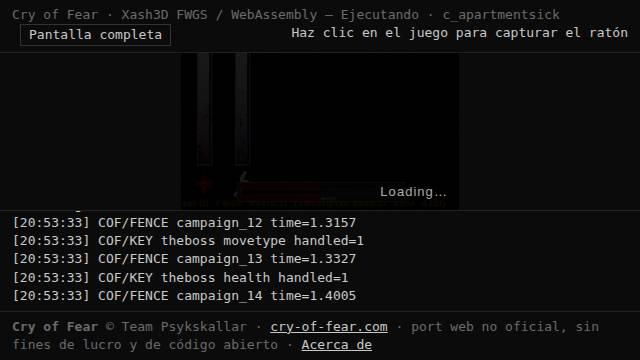 Cry of Fear · Xash3D FWGS / WebAssembly — Ejecutando · c_apartmentsick
Pantalla completa
Haz clic en el juego para capturar el ratón
Loading...
[20:53:33] COF/FENCE campaign_12 time=1.3157
[20:53:33] COF/KEY theboss movetype handled=1
[20:53:33] COF/FENCE campaign_13 time=1.3327
[20:53:33] COF/KEY theboss health handled=1
[20:53:33] COF/FENCE campaign_14 time=1.4005
Cry of Fear © Team Psykskallar · cry-of-fear.com · port web no oficial, sin
fines de lucro y de código abierto · Acerca de